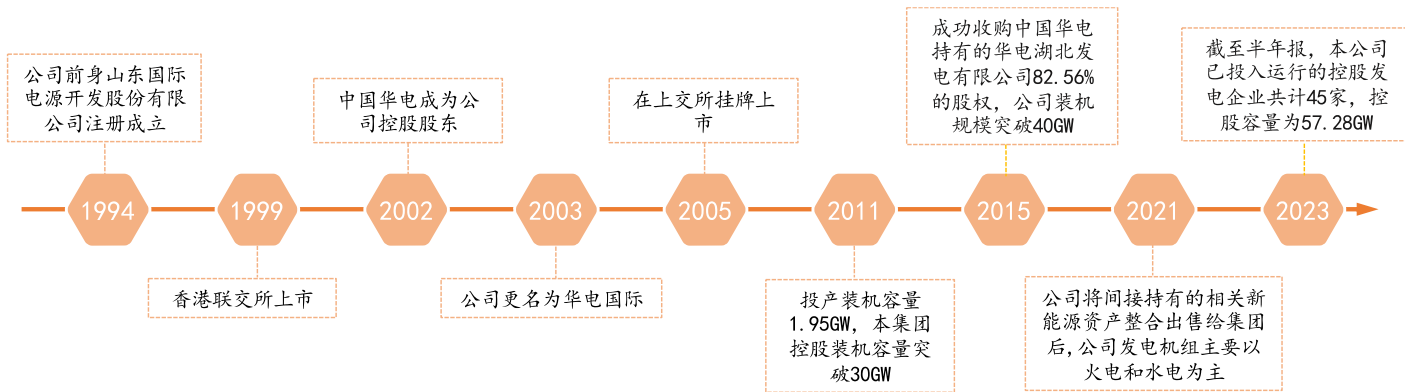 公司前身山东国际
电源开发股份有限
公司注册成立
中国华电成为公
司控股股东
在上交所挂牌上
市
成功收购中国华电
持有的华电湖北发
电有限公司82.56%
的股权，公司装机
规模突破40GW
截至半年报，本公司
已投入运行的控股发
电企业共计45家，控
股容量为57.28GW
1994
1999
2002
2003
2005
2011
2015
2021
2023
香港联交所上市
公司更名为华电国际
投产装机容量
1.95GW，本集团
控股装机容量突
破30GW
公司将间接持有的相关新
能源资产整合出售给集团
后,公司发电机组主要以
火电和水电为主